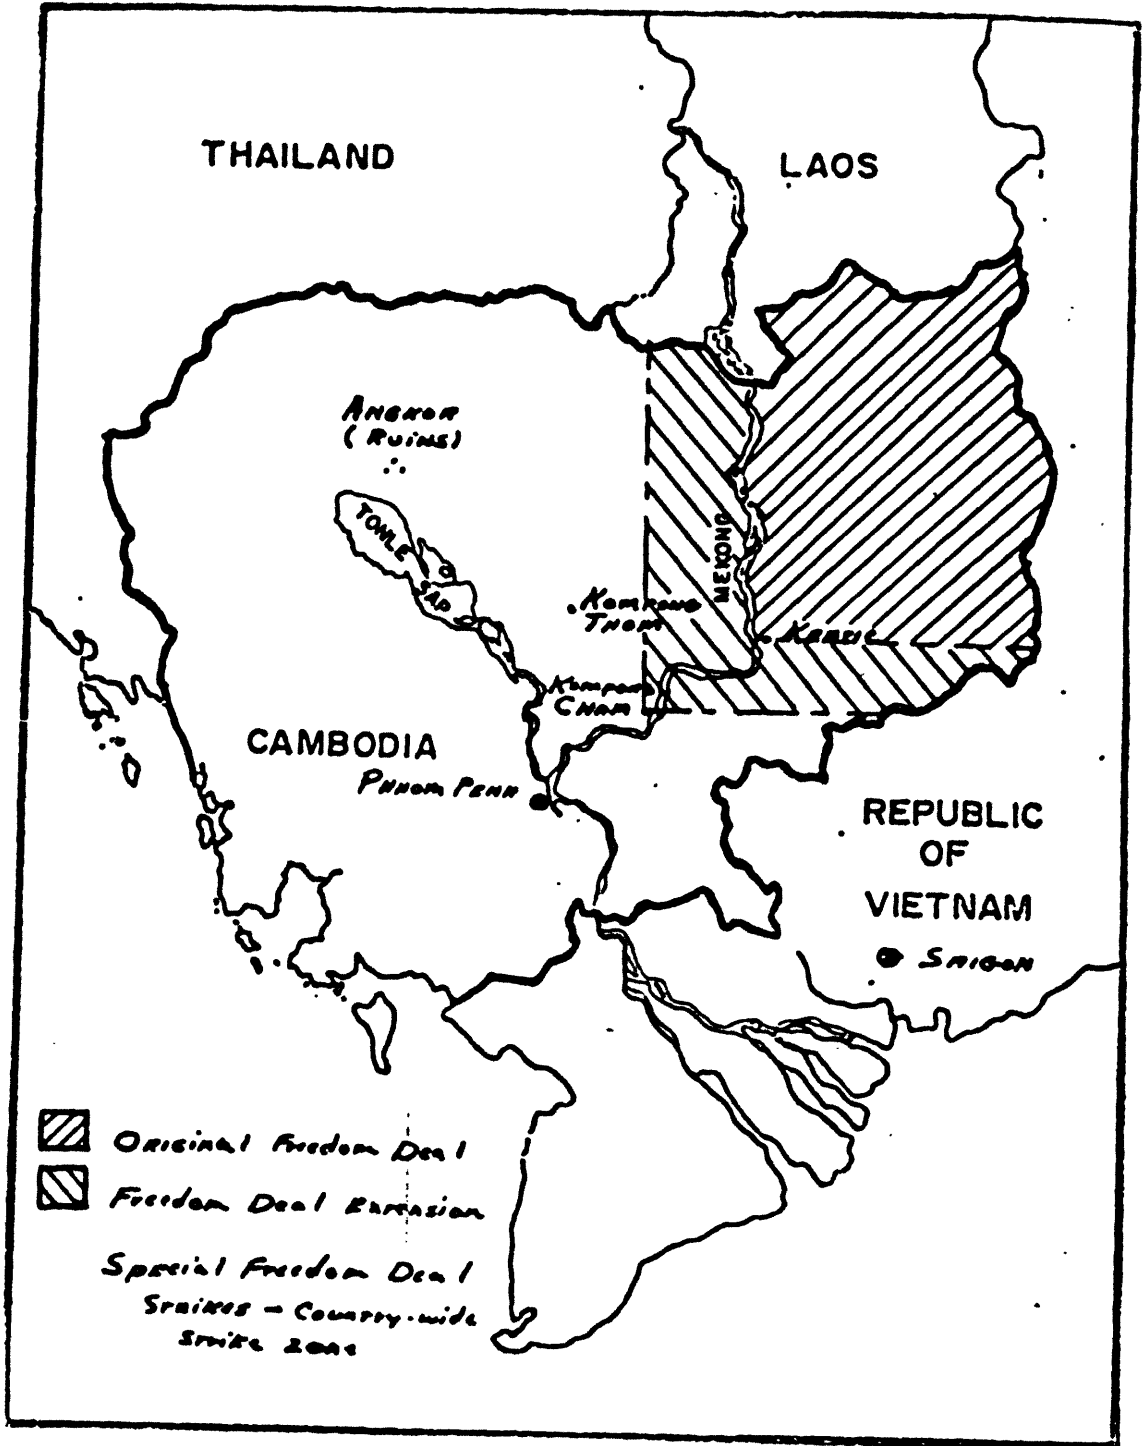 THAILAND
LAOS
ANGKOR
(RUINS)
TONLE
SAP
MEKONG
KOMPONG
THOM
KRATIE
KOMPONG
CHAM
CAMBODIA
PHNOM PENH
REPUBLIC
OF
VIETNAM
SAIGON
ORIGINAL FREEDOM DEAL
FREEDOM DEAL EXTENSION
SPECIAL FREEDOM DEAL
STRIKES - COUNTRY-WIDE
STRIKE ZONE